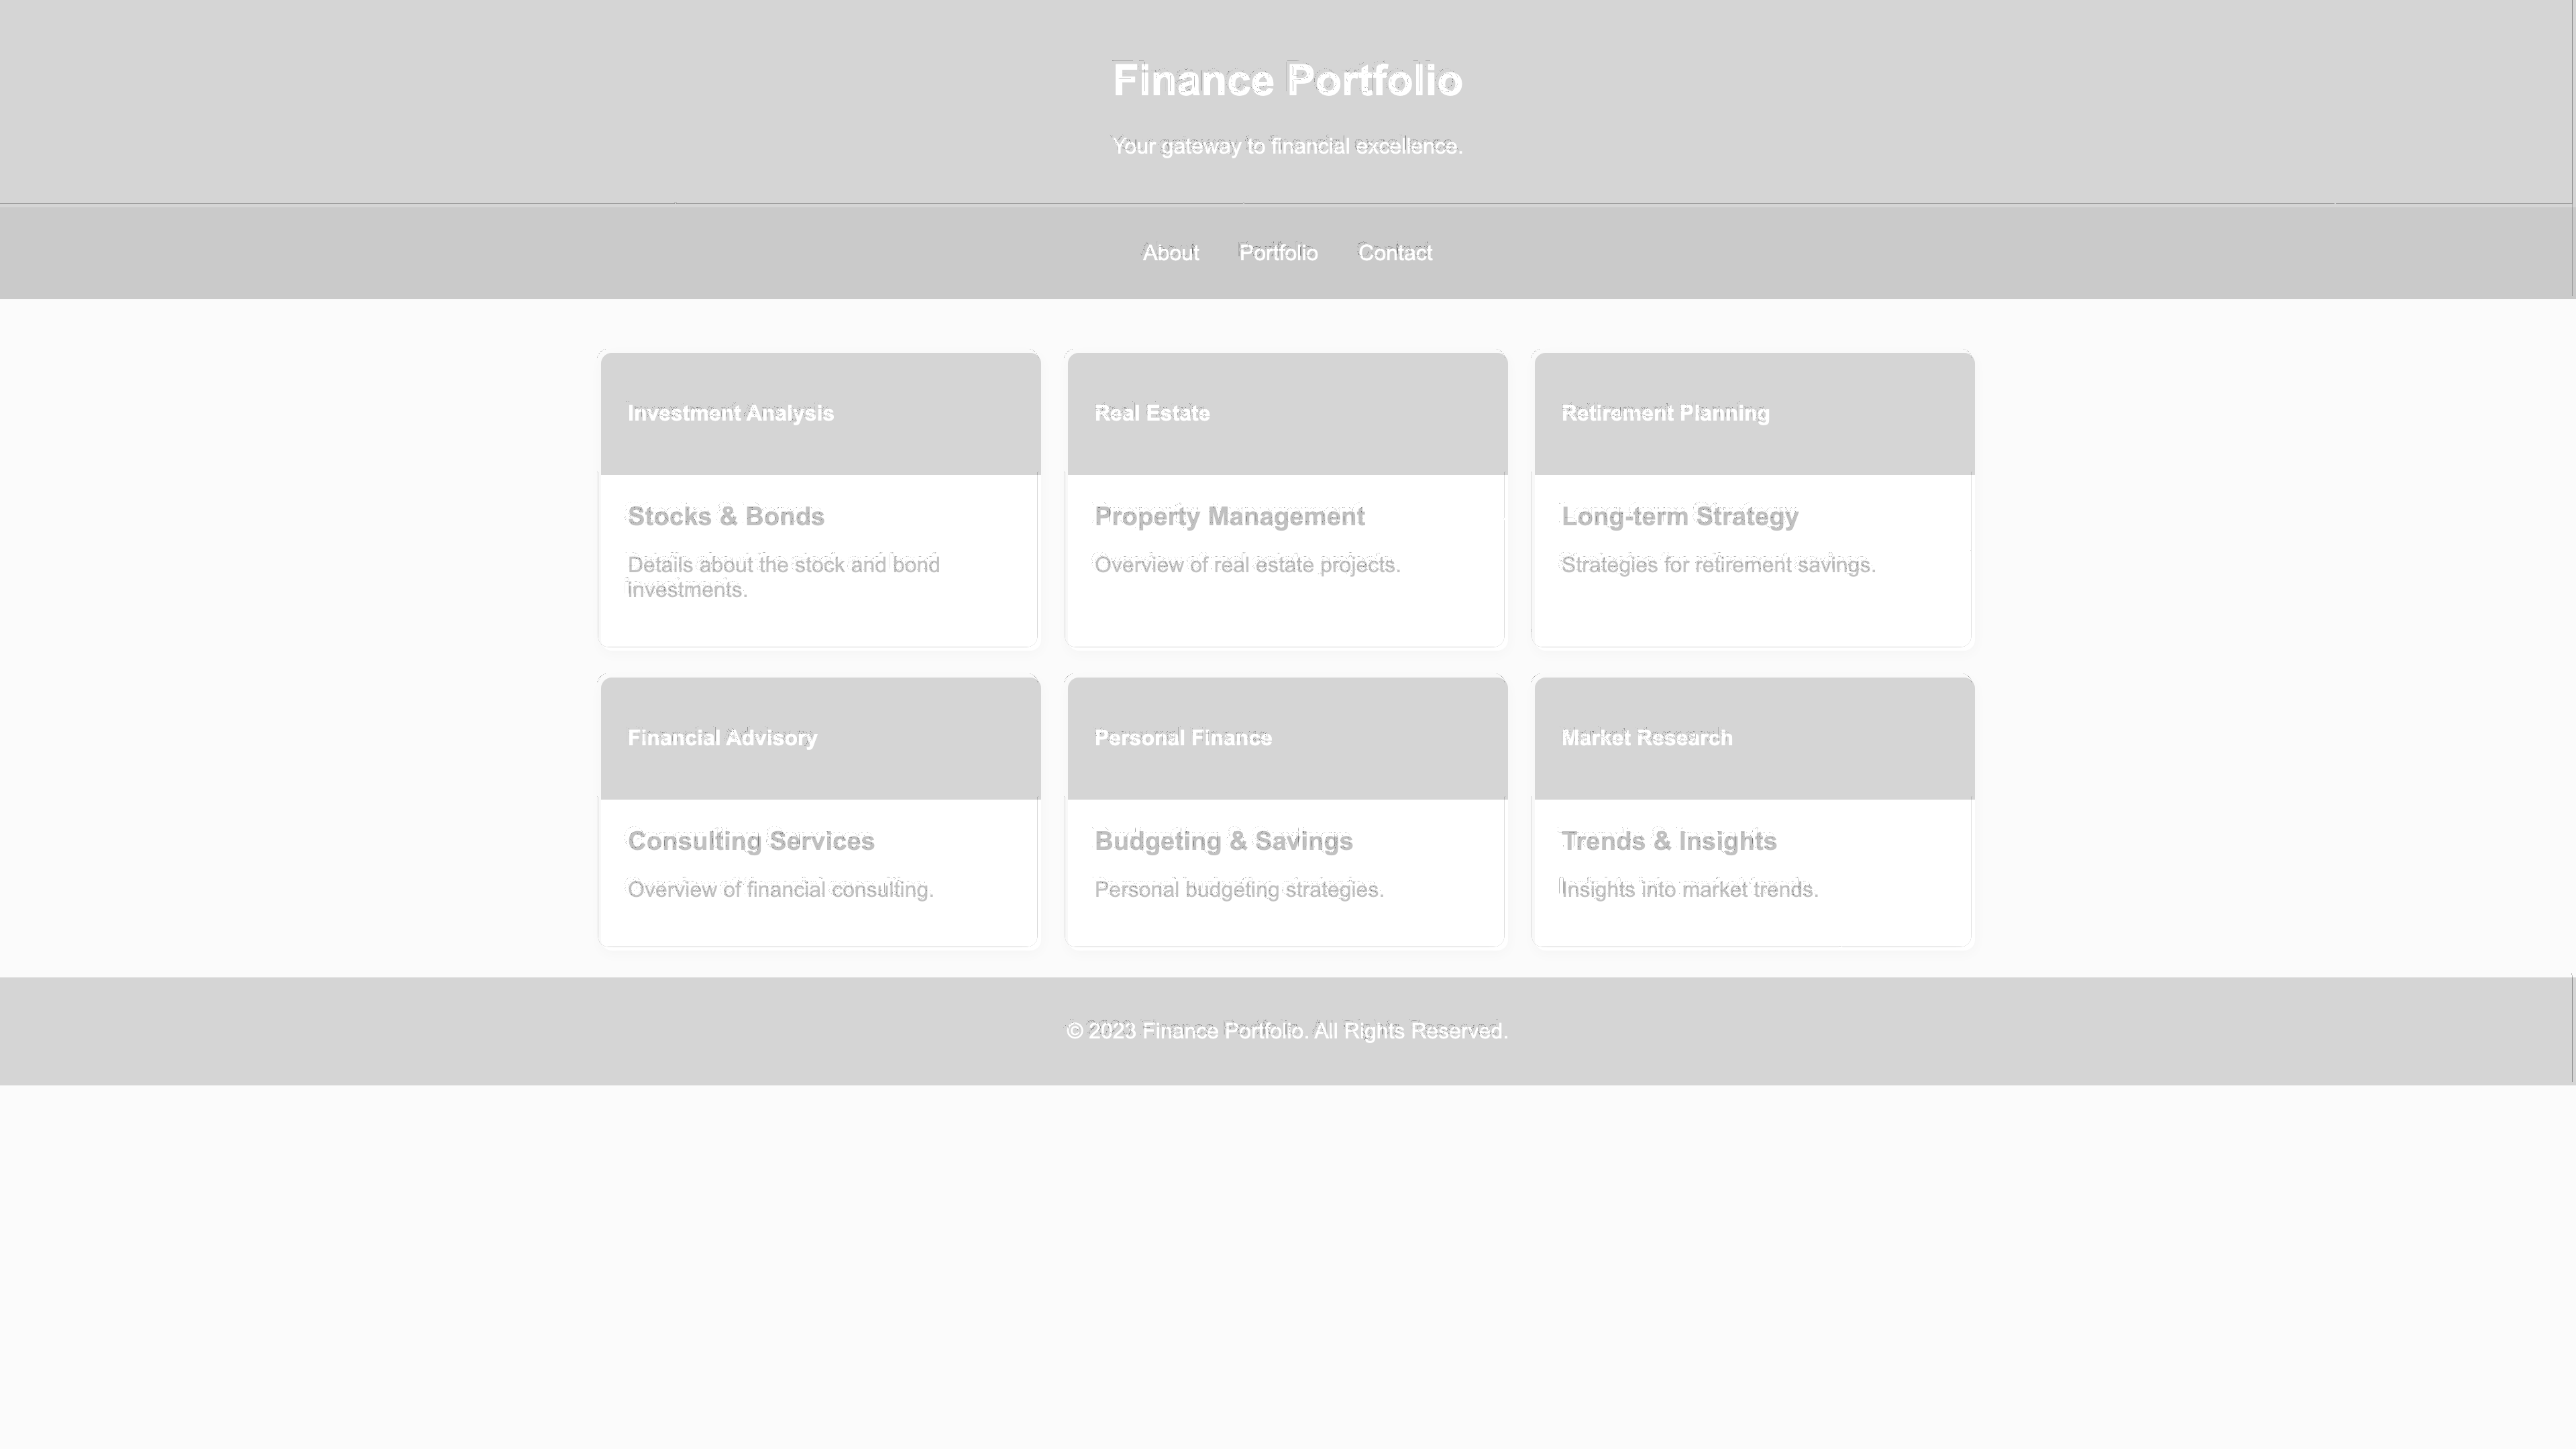 Finance Portfolio
Your gateway to financial excellence.
About Portfolio Contact
Investment Analysis
Stocks & Bonds
Details about the stock and bond
investments.
Real Estate
Property Management
Overview of real estate projects.
Retirement Planning
Long-term Strategy
Strategies for retirement savings.
Financial Advisory
Consulting Services
Overview of financial consulting.
Personal Finance
Budgeting & Savings
Personal budgeting strategies.
Market Research
Trends & Insights
Insights into market trends.
© 2023 Finance Portfolio. All Rights Reserved.